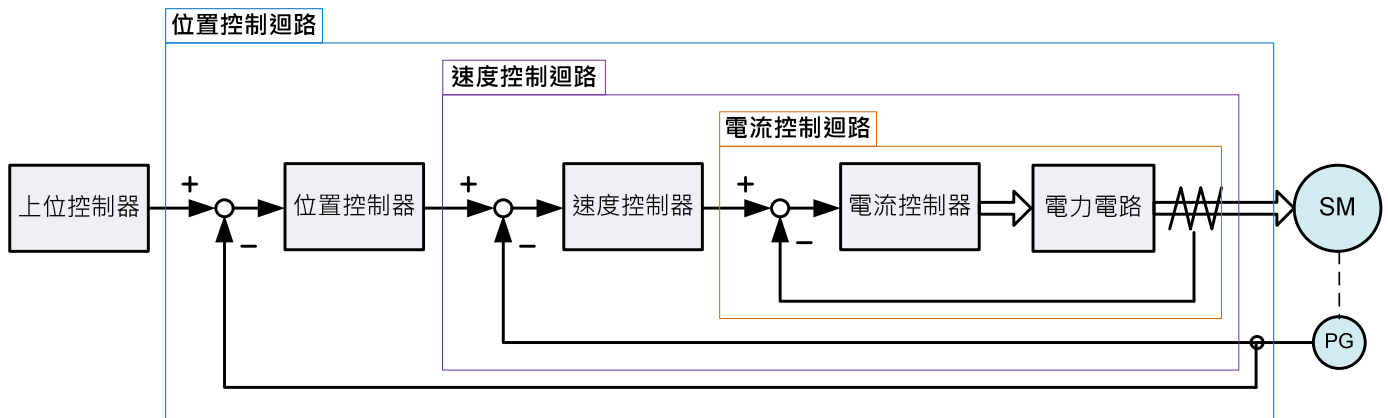 位置控制迴路
速度控制迴路
電流控制迴路
上位控制器
+
−
位置控制器
+
−
速度控制器
+
−
電流控制器
電力電路
SM
PG